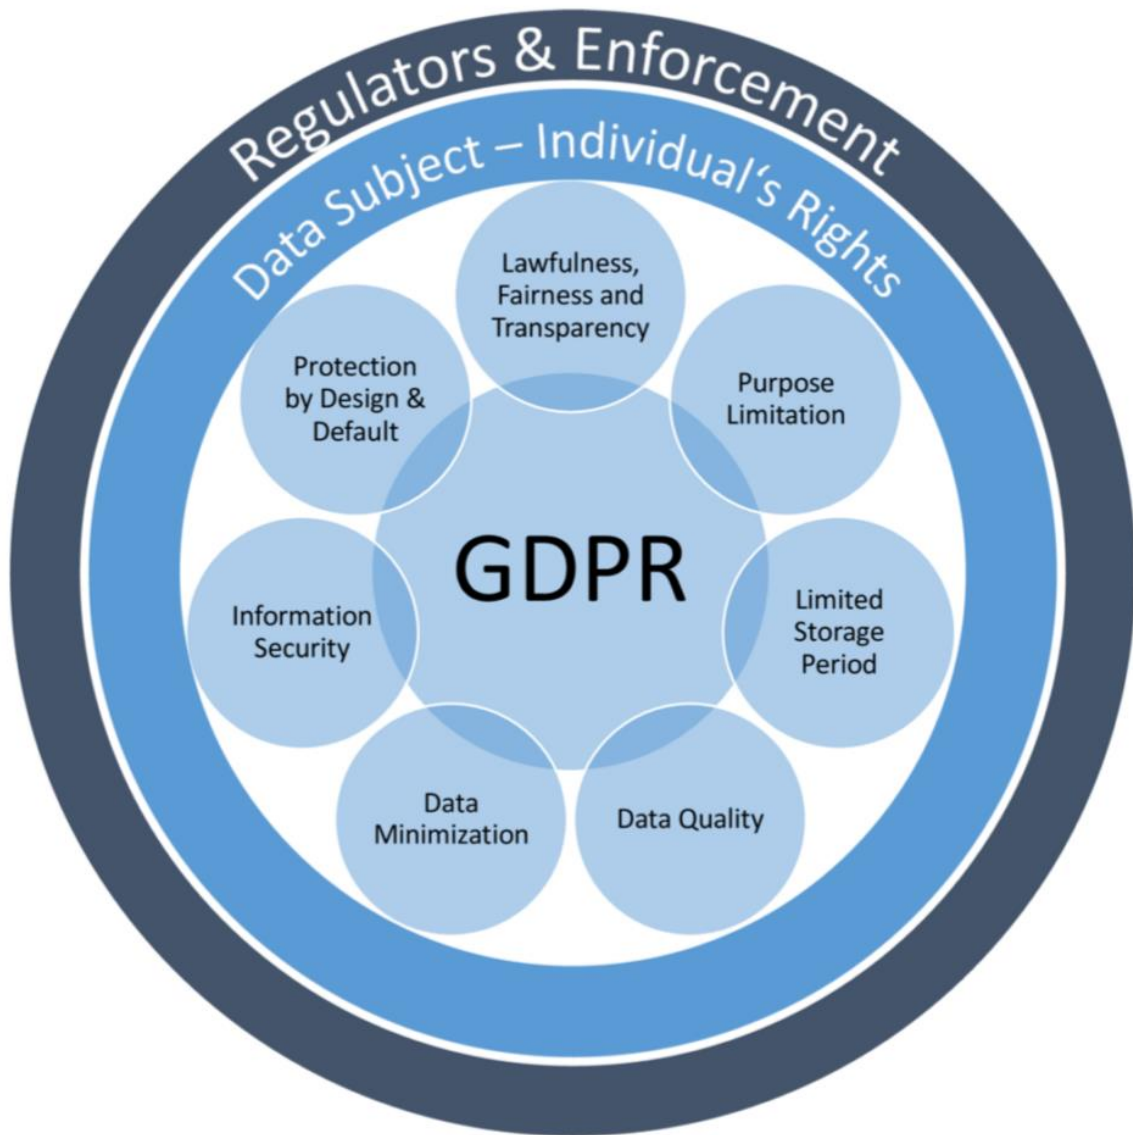 Regulators & Enforcement
Data Subject – Individual‘s Rights
Lawfulness,
Fairness and
Transparency
Purpose
Limitation
Limited
Storage
Period
Data Quality
Data
Minimization
Information
Security
Protection
by Design &
Default
GDPR